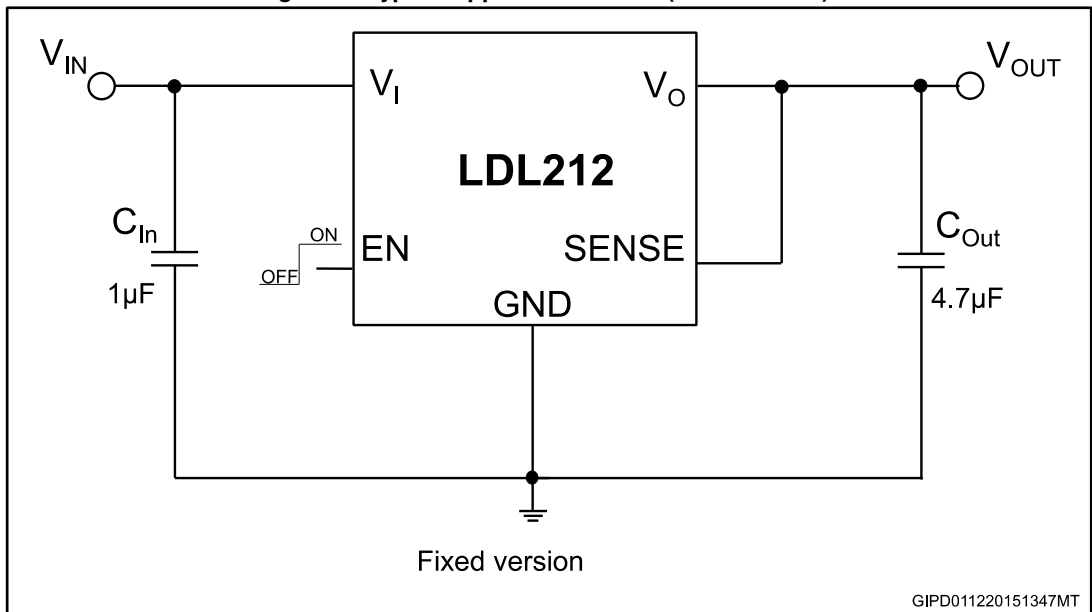 V_IN
V_I
V_O
V_OUT
LDL212
C_In
1µF
ON
OFF
EN
SENSE
GND
C_Out
4.7µF
Fixed version
GIPD011220151347MT